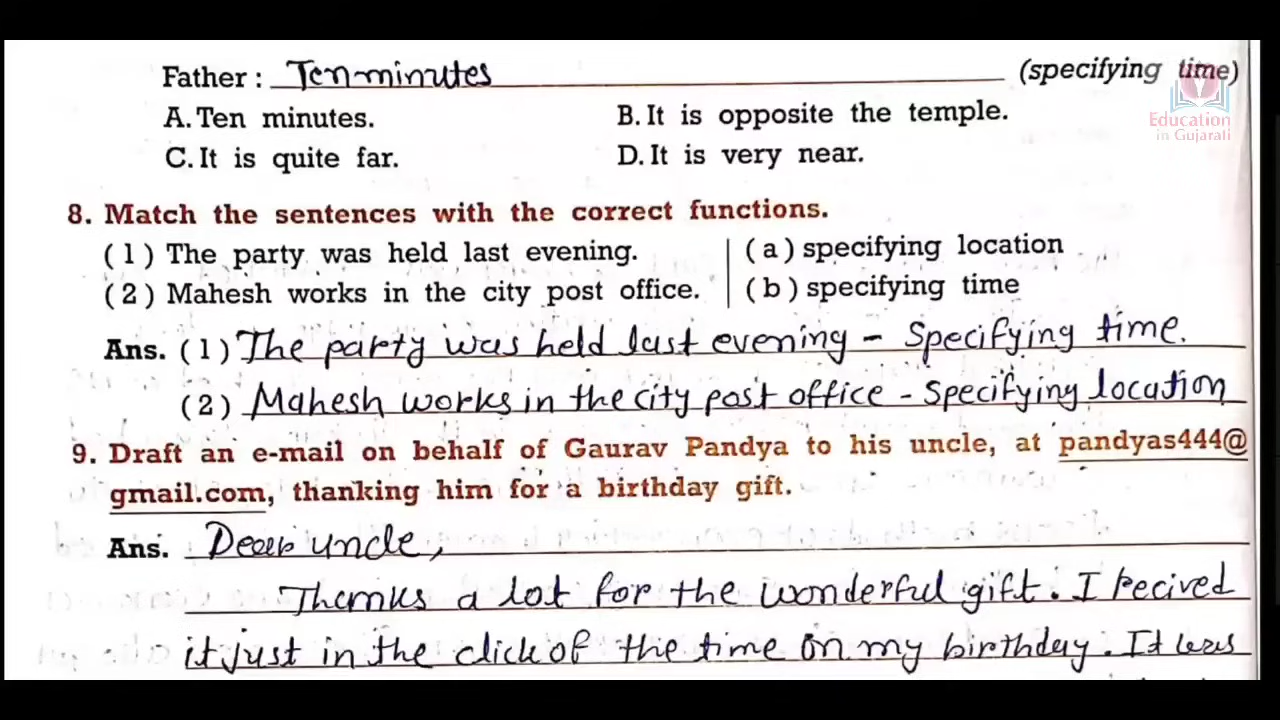 Father : Ten minutes (specifying time)
A. Ten minutes. B. It is opposite the temple.
C. It is quite far. D. It is very near.
Education
in Gujarati
8. Match the sentences with the correct functions.
(1) The party was held last evening. (a) specifying location
(2) Mahesh works in the city post office. (b) specifying time
Ans. (1) The party was held last evening - Specifying time.
(2) Mahesh works in the city post office - Specifying location
9. Draft an e-mail on behalf of Gaurav Pandya to his uncle, at pandyas444@
gmail.com, thanking him for a birthday gift.
Ans. Dear uncle,
Thanks a lot for the wonderful gift. I recived
it just in the click of the time on my birthday. It was